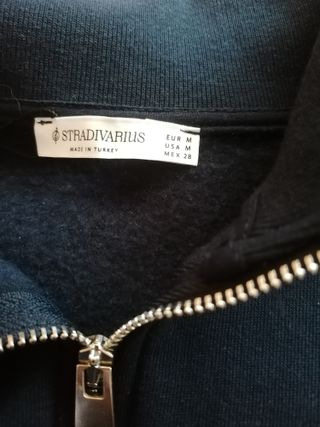 STRADIVARIUS
MADE IN TURKEY
EUR M
USA M
MEX 28